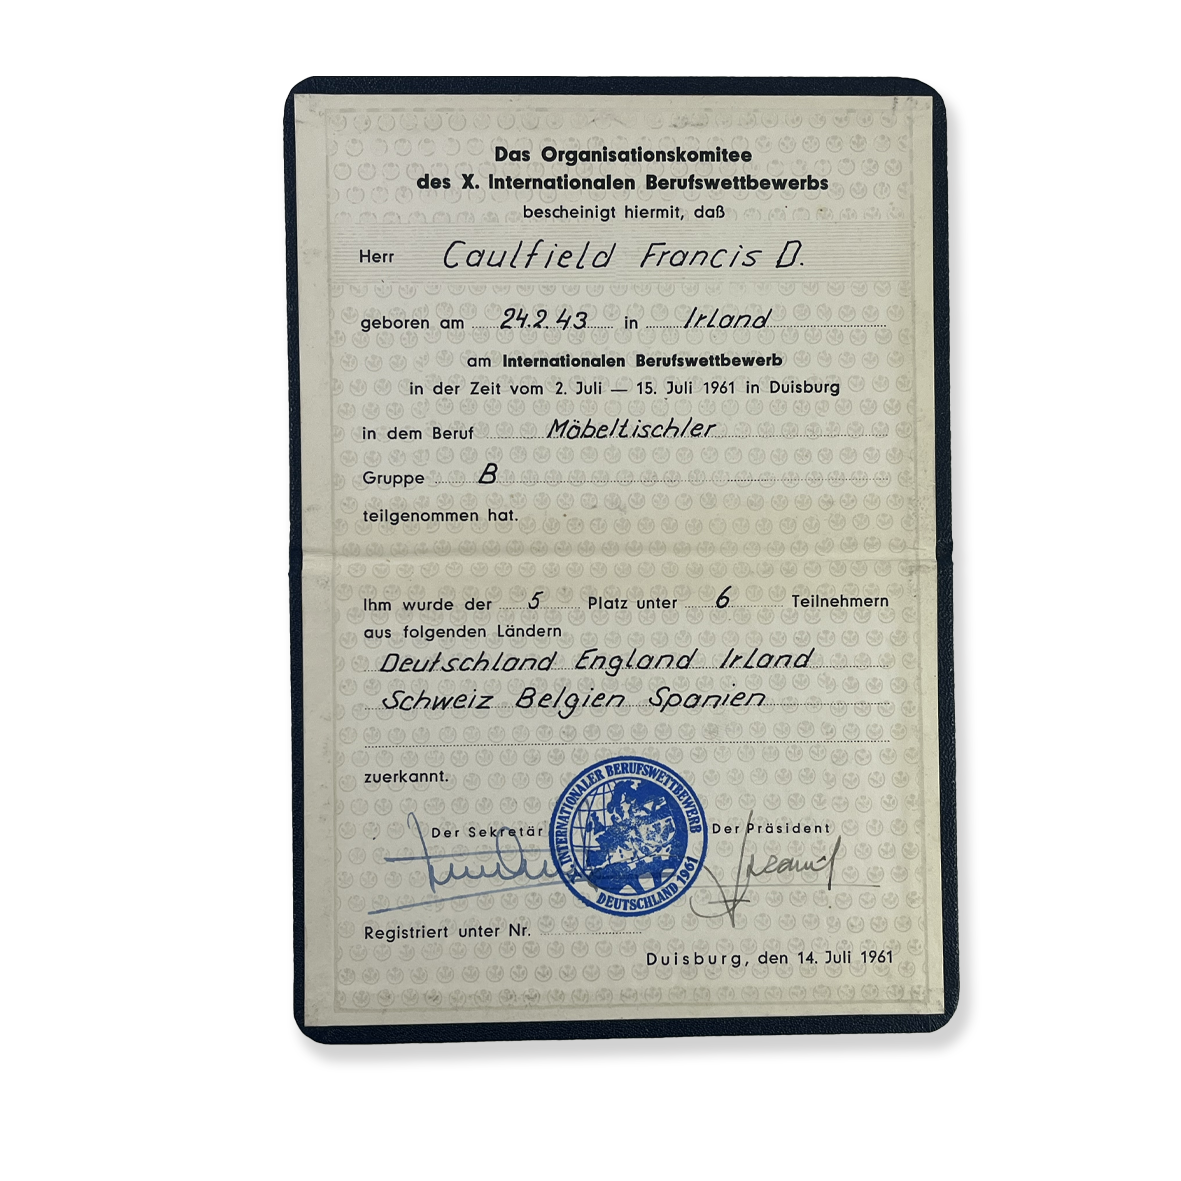 Das Organisationskomitee
des X. Internationalen Berufswettbewerbs
bescheinigt hiermit, daß
Herr Caulfield Francis D.
geboren am 24.2.43 in Irland
am Internationalen Berufswettbewerb
in der Zeit vom 2. Juli — 15. Juli 1961 in Duisburg
in dem Beruf Möbeltischler
Gruppe B
teilgenommen hat.
Ihm wurde der 5 Platz unter 6 Teilnehmern
aus folgenden Ländern
Deutschland England Irland
Schweiz Belgien Spanien
zuerkannt.
X. INTERNATIONALER BERUFSWETTBEWERB
DEUTSCHLAND 1961
Der Sekretär Der Präsident
Registriert unter Nr.
Duisburg, den 14. Juli 1961